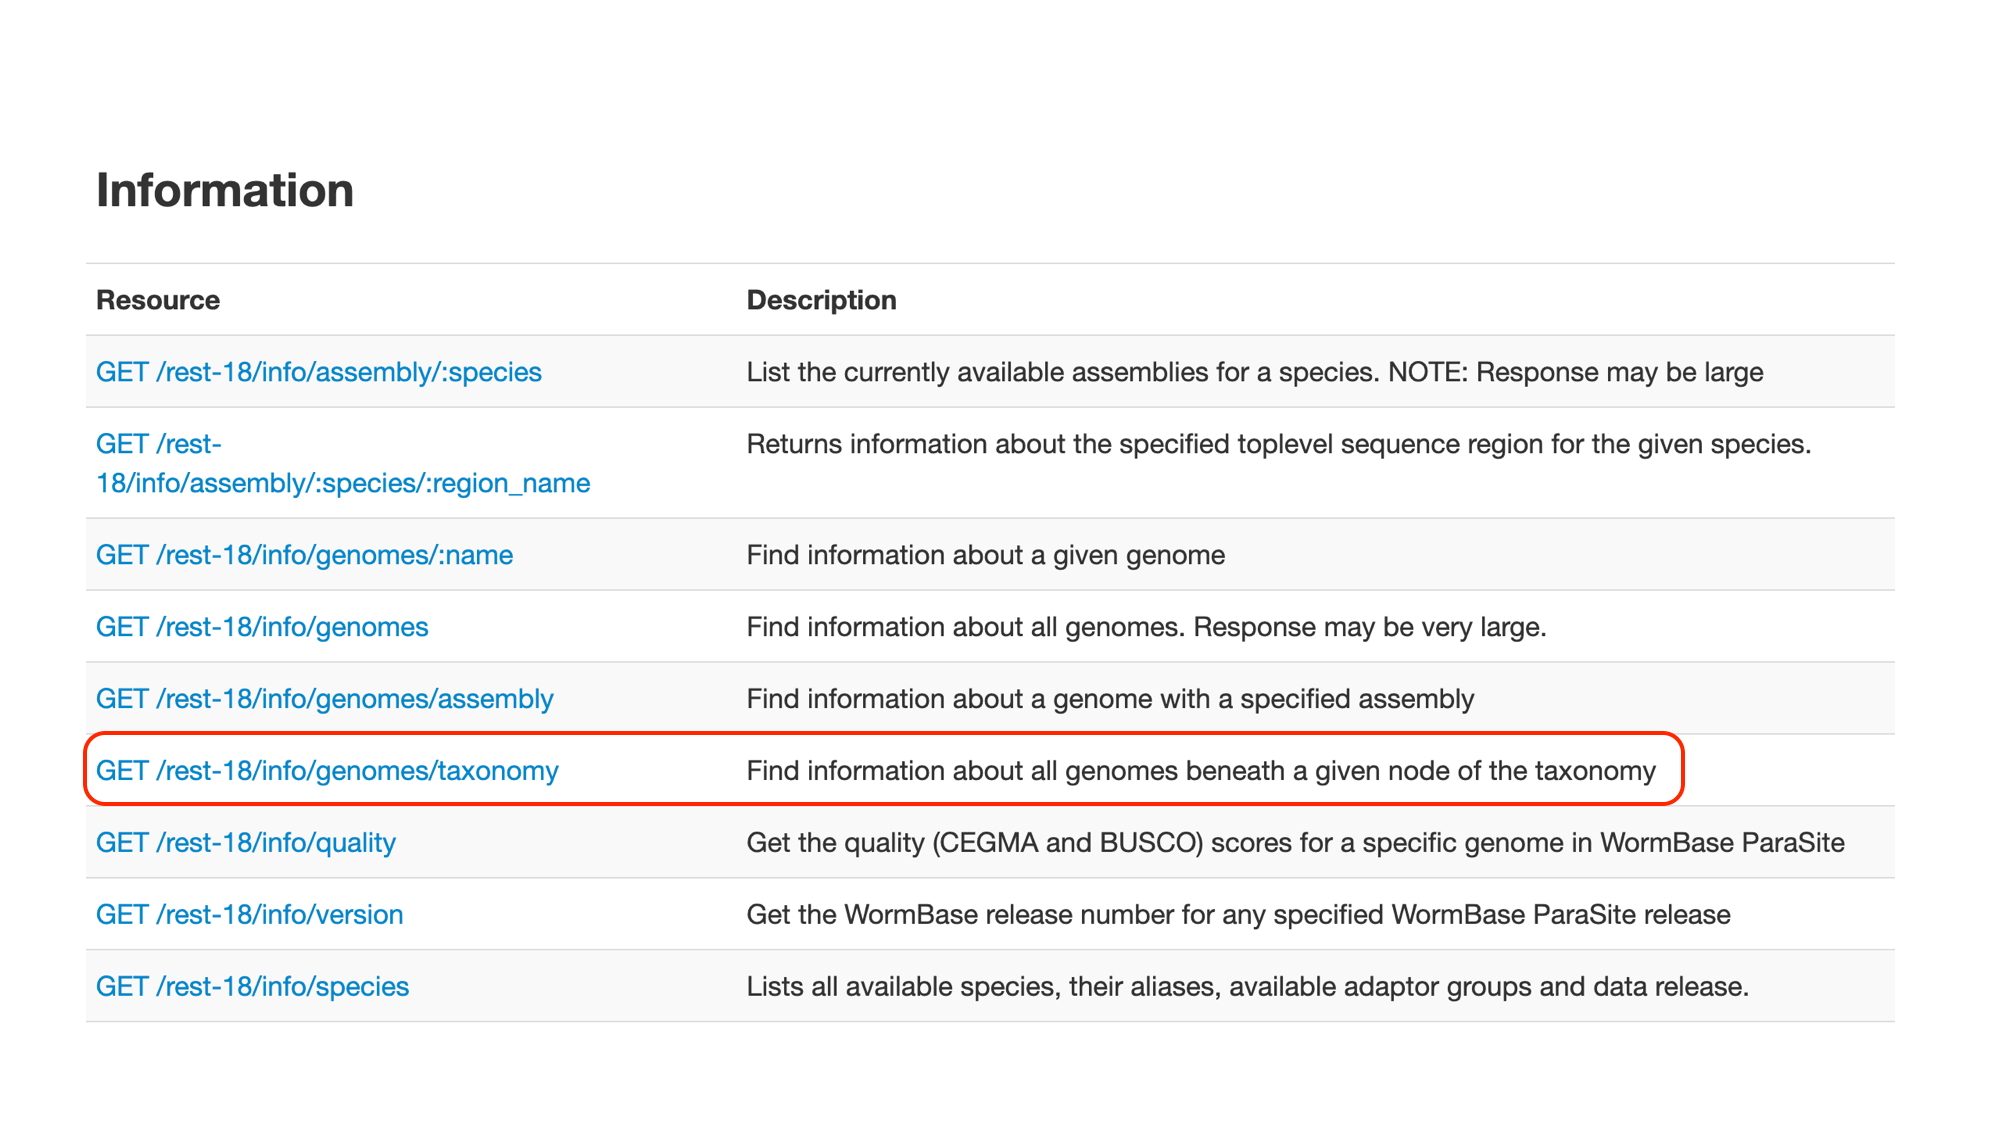 Information
Resource Description
GET /rest-18/info/assembly/:species List the currently available assemblies for a species. NOTE: Response may be large
GET /rest- Returns information about the specified toplevel sequence region for the given species.
18/info/assembly/:species/:region_name
GET /rest-18/info/genomes/:name Find information about a given genome
GET /rest-18/info/genomes Find information about all genomes. Response may be very large.
GET /rest-18/info/genomes/assembly Find information about a genome with a specified assembly
GET /rest-18/info/genomes/taxonomy Find information about all genomes beneath a given node of the taxonomy
GET /rest-18/info/quality Get the quality (CEGMA and BUSCO) scores for a specific genome in WormBase ParaSite
GET /rest-18/info/version Get the WormBase release number for any specified WormBase ParaSite release
GET /rest-18/info/species Lists all available species, their aliases, available adaptor groups and data release.